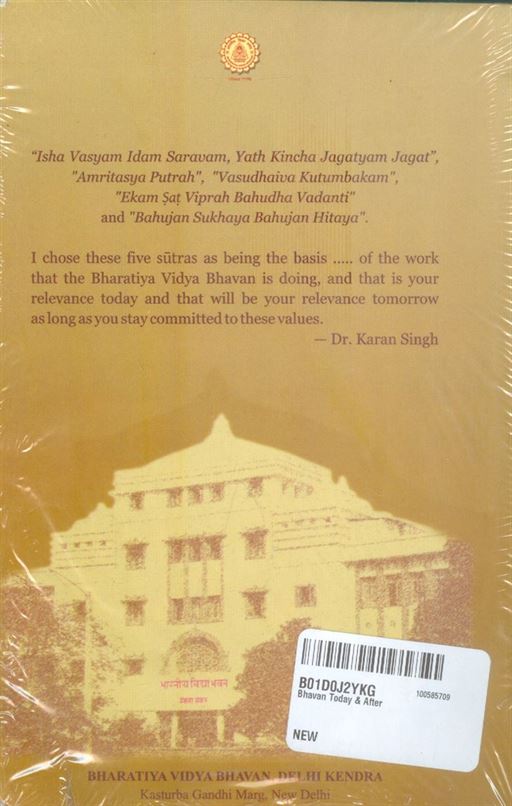 "Isha Vasyam Idam Saravam, Yath Kincha Jagatyam Jagat",
"Amritasya Putrah", "Vasudhaiva Kutumbakam",
"Ekam Ṣaṭ Viprah Bahudha Vadanti"
and "Bahujan Sukhaya Bahujan Hitaya".
I chose these five sūtras as being the basis ..... of the work
that the Bharatiya Vidya Bhavan is doing, and that is your
relevance today and that will be your relevance tomorrow
as long as you stay committed to these values.
— Dr. Karan Singh
भारतीय विद्या भवन
B01D0J2YKG
100585709
Bhavan Today & After
NEW
BHARATIYA VIDYA BHAVAN, DELHI KENDRA
Kasturba Gandhi Marg, New Delhi